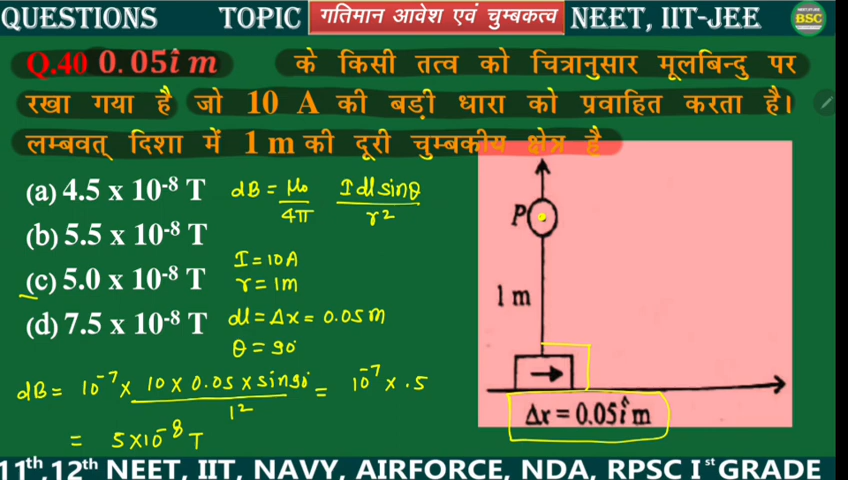 QUESTIONS TOPIC गतिमान आवेश एवं चुम्बकत्व NEET, IIT-JEE
BSC
Q.40 0.05î m के किसी तत्व को चित्रानुसार मूलबिन्दु पर
रखा गया है जो 10 A की बड़ी धारा को प्रवाहित करता है।
लम्बवत् दिशा में 1 m की दूरी चुम्बकीय क्षेत्र है
(a) 4.5 x 10⁻⁸ T
(b) 5.5 x 10⁻⁸ T
(c) 5.0 x 10⁻⁸ T
(d) 7.5 x 10⁻⁸ T
dB = μ₀/4π Idlsinθ/r²
I = 10A
r = 1m
dl = Δx = 0.05m
θ = 90°
dB = 10⁻⁷ x 10 x 0.05 x sin90°/1² = 10⁻⁷ x .5
= 5x10⁻⁸ T
P
1 m
Δr = 0.05î m
11th,12th NEET, IIT, NAVY, AIRFORCE, NDA, RPSC Ist GRADE